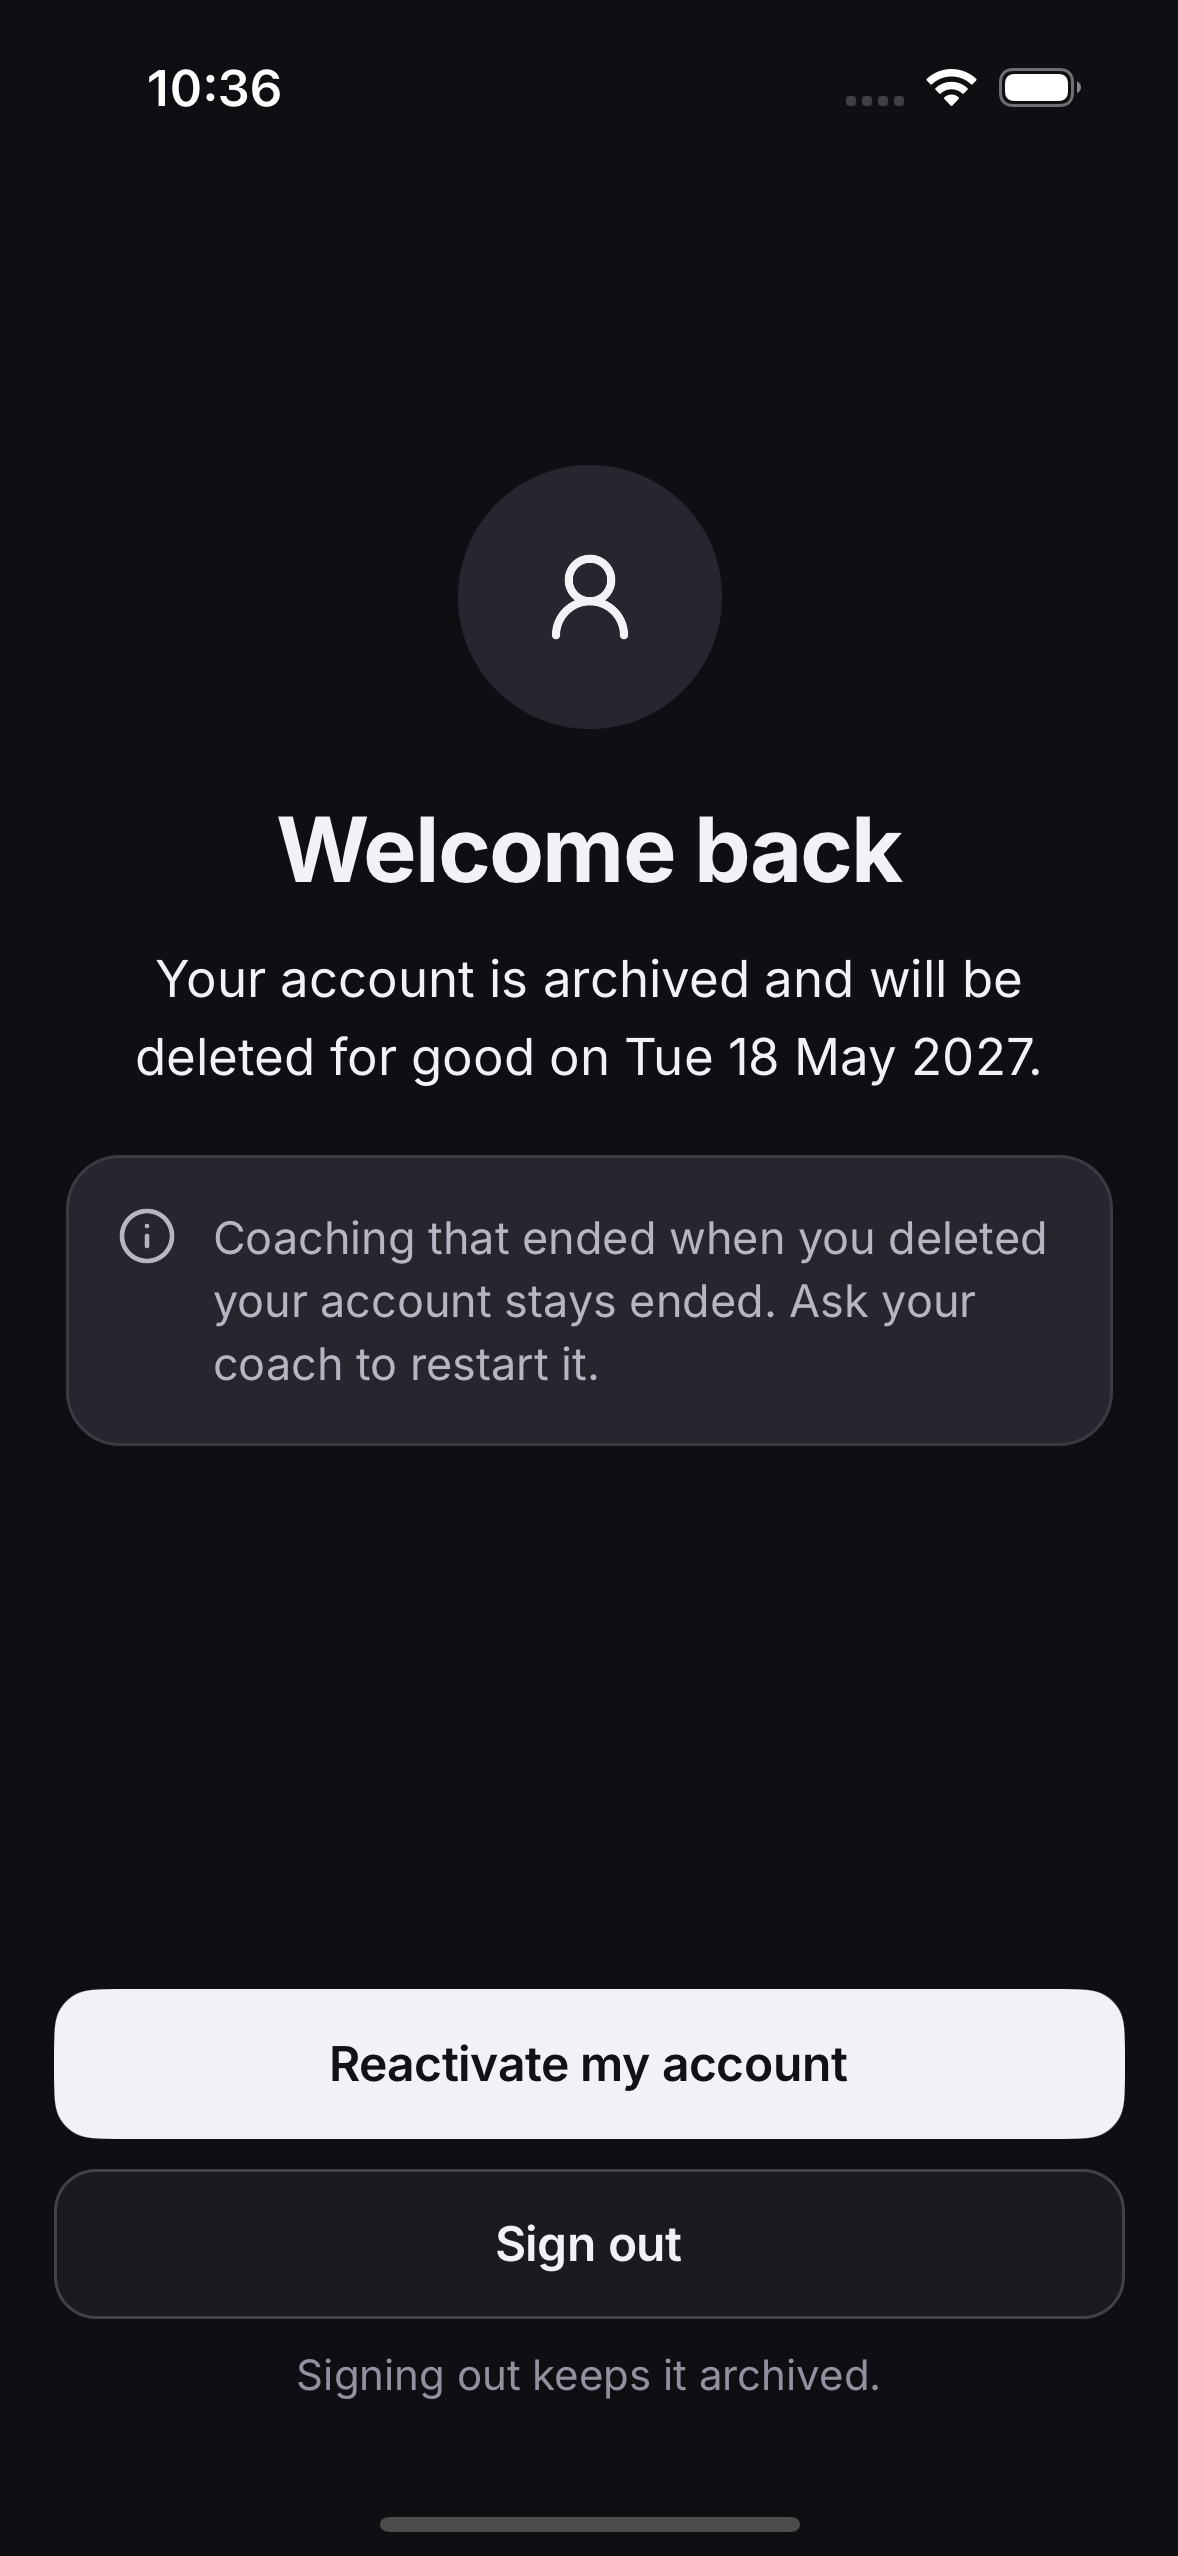 10:36
Welcome back
Your account is archived and will be
deleted for good on Tue 18 May 2027.
Coaching that ended when you deleted
your account stays ended. Ask your
coach to restart it.
Reactivate my account
Sign out
Signing out keeps it archived.